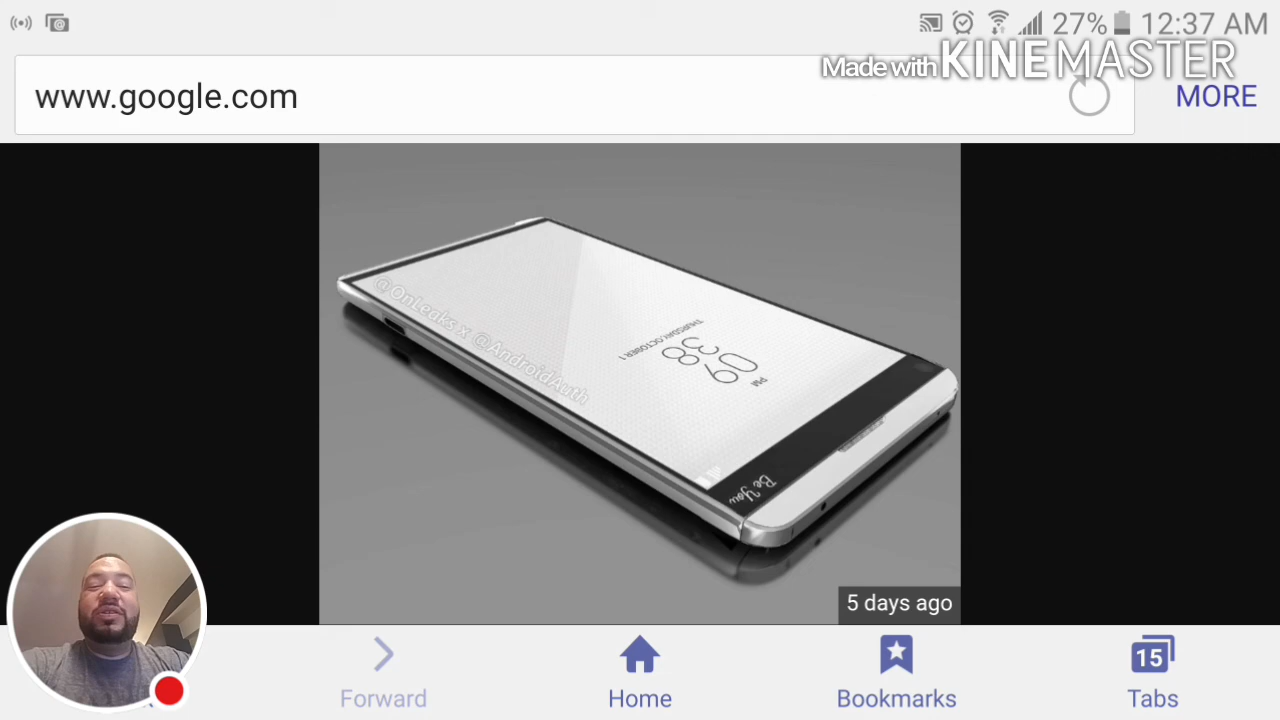 27% 12:37 AM
Made with KINEMASTER
www.google.com
MORE
@OnLeaks x @AndroidAuth
THURSDAY, OCTOBER 1
09
38
PM
Be You,
5 days ago
Forward
Home
Bookmarks
15
Tabs